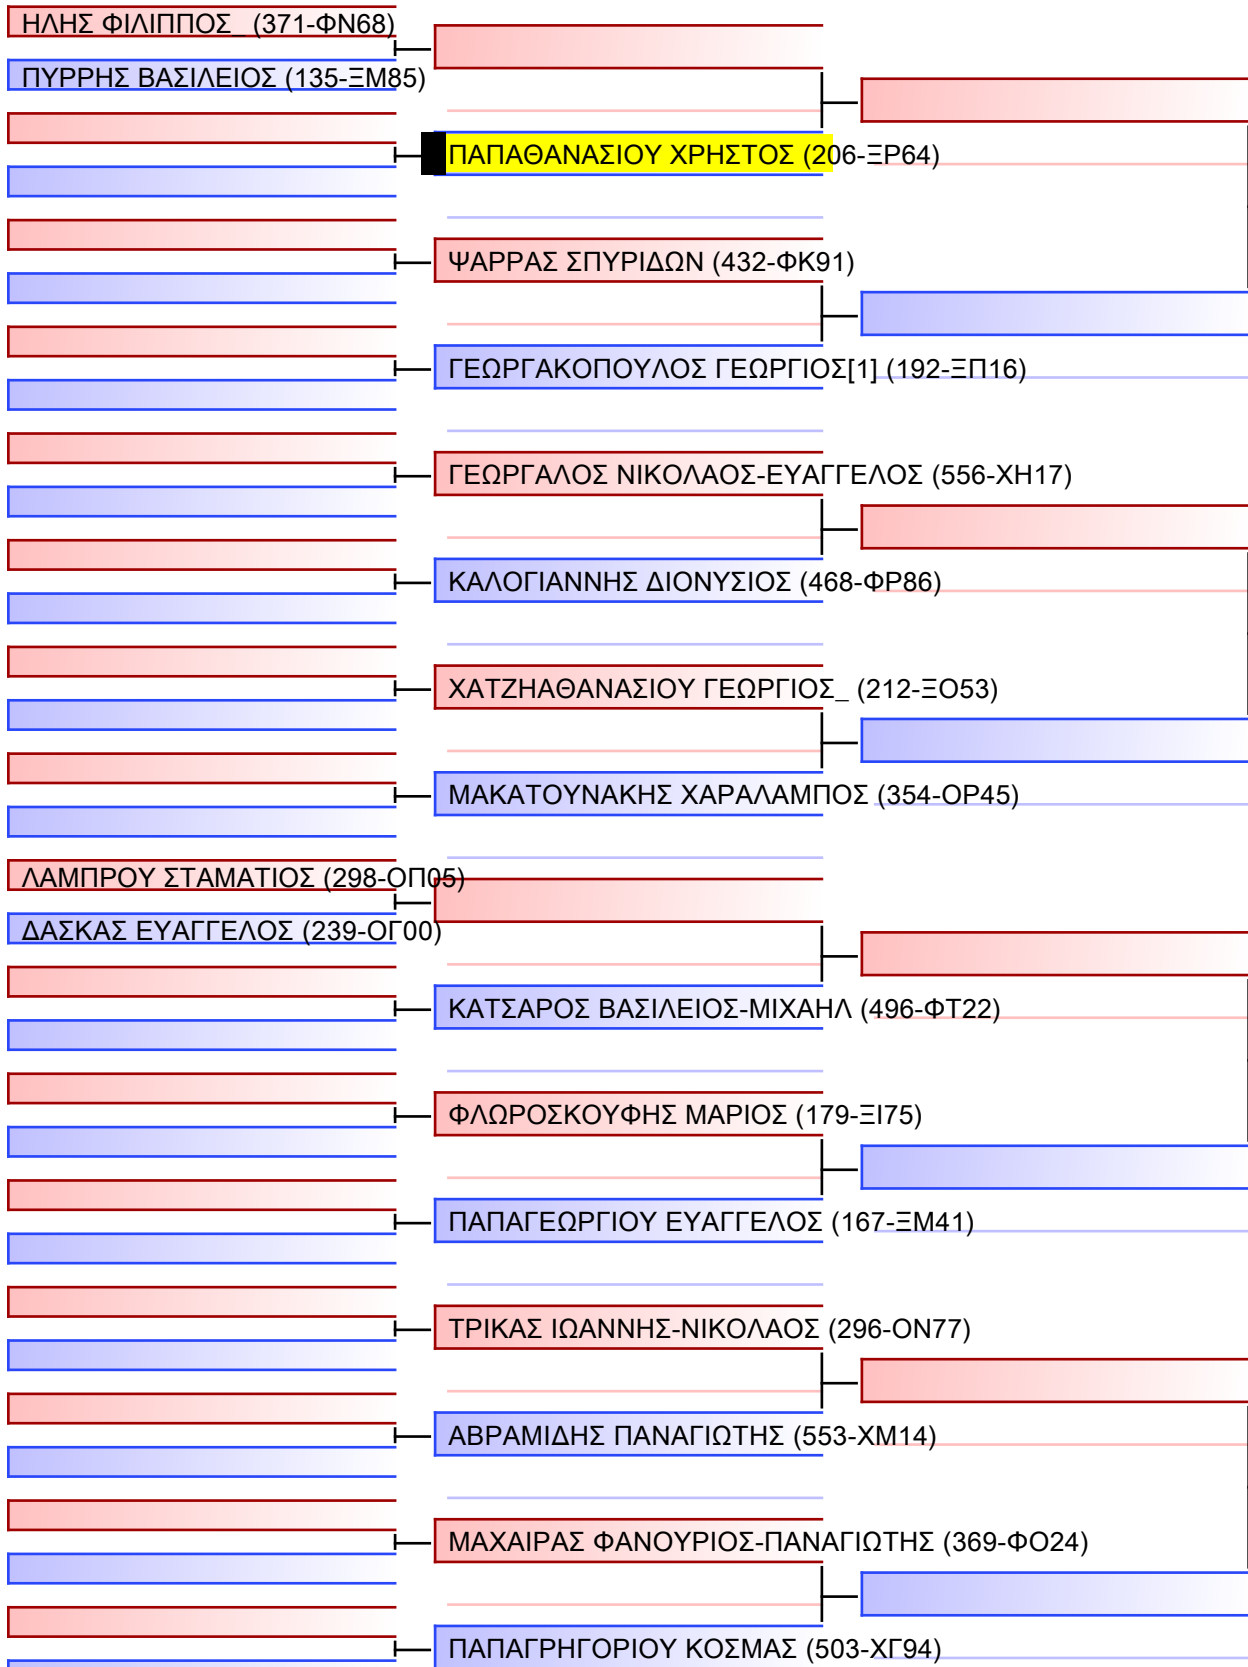 ΗΛΗΣ ΦΙΛΙΠΠΟΣ_ (371-ΦΝ68)
ΠΥΡΡΗΣ ΒΑΣΙΛΕΙΟΣ (135-ΞΜ85)
ΠΑΠΑΘΑΝΑΣΙΟΥ ΧΡΗΣΤΟΣ (206-ΞΡ64)
ΨΑΡΡΑΣ ΣΠΥΡΙΔΩΝ (432-ΦΚ91)
ΓΕΩΡΓΑΚΟΠΟΥΛΟΣ ΓΕΩΡΓΙΟΣ[1] (192-ΞΠ16)
ΓΕΩΡΓΑΛΟΣ ΝΙΚΟΛΑΟΣ-ΕΥΑΓΓΕΛΟΣ (556-ΧΗ17)
ΚΑΛΟΓΙΑΝΝΗΣ ΔΙΟΝΥΣΙΟΣ (468-ΦΡ86)
ΧΑΤΖΗΑΘΑΝΑΣΙΟΥ ΓΕΩΡΓΙΟΣ_ (212-ΞΟ53)
ΜΑΚΑΤΟΥΝΑΚΗΣ ΧΑΡΑΛΑΜΠΟΣ (354-ΟΡ45)
ΛΑΜΠΡΟΥ ΣΤΑΜΑΤΙΟΣ (298-ΟΠ05)
ΔΑΣΚΑΣ ΕΥΑΓΓΕΛΟΣ (239-ΟΓ00)
ΚΑΤΣΑΡΟΣ ΒΑΣΙΛΕΙΟΣ-ΜΙΧΑΗΛ (496-ΦΤ22)
ΦΛΩΡΟΣΚΟΥΦΗΣ ΜΑΡΙΟΣ (179-ΞΙ75)
ΠΑΠΑΓΕΩΡΓΙΟΥ ΕΥΑΓΓΕΛΟΣ (167-ΞΜ41)
ΤΡΙΚΑΣ ΙΩΑΝΝΗΣ-ΝΙΚΟΛΑΟΣ (296-ΟΝ77)
ΑΒΡΑΜΙΔΗΣ ΠΑΝΑΓΙΩΤΗΣ (553-ΧΜ14)
ΜΑΧΑΙΡΑΣ ΦΑΝΟΥΡΙΟΣ-ΠΑΝΑΓΙΩΤΗΣ (369-ΦΟ24)
ΠΑΠΑΓΡΗΓΟΡΙΟΥ ΚΟΣΜΑΣ (503-ΧΓ94)